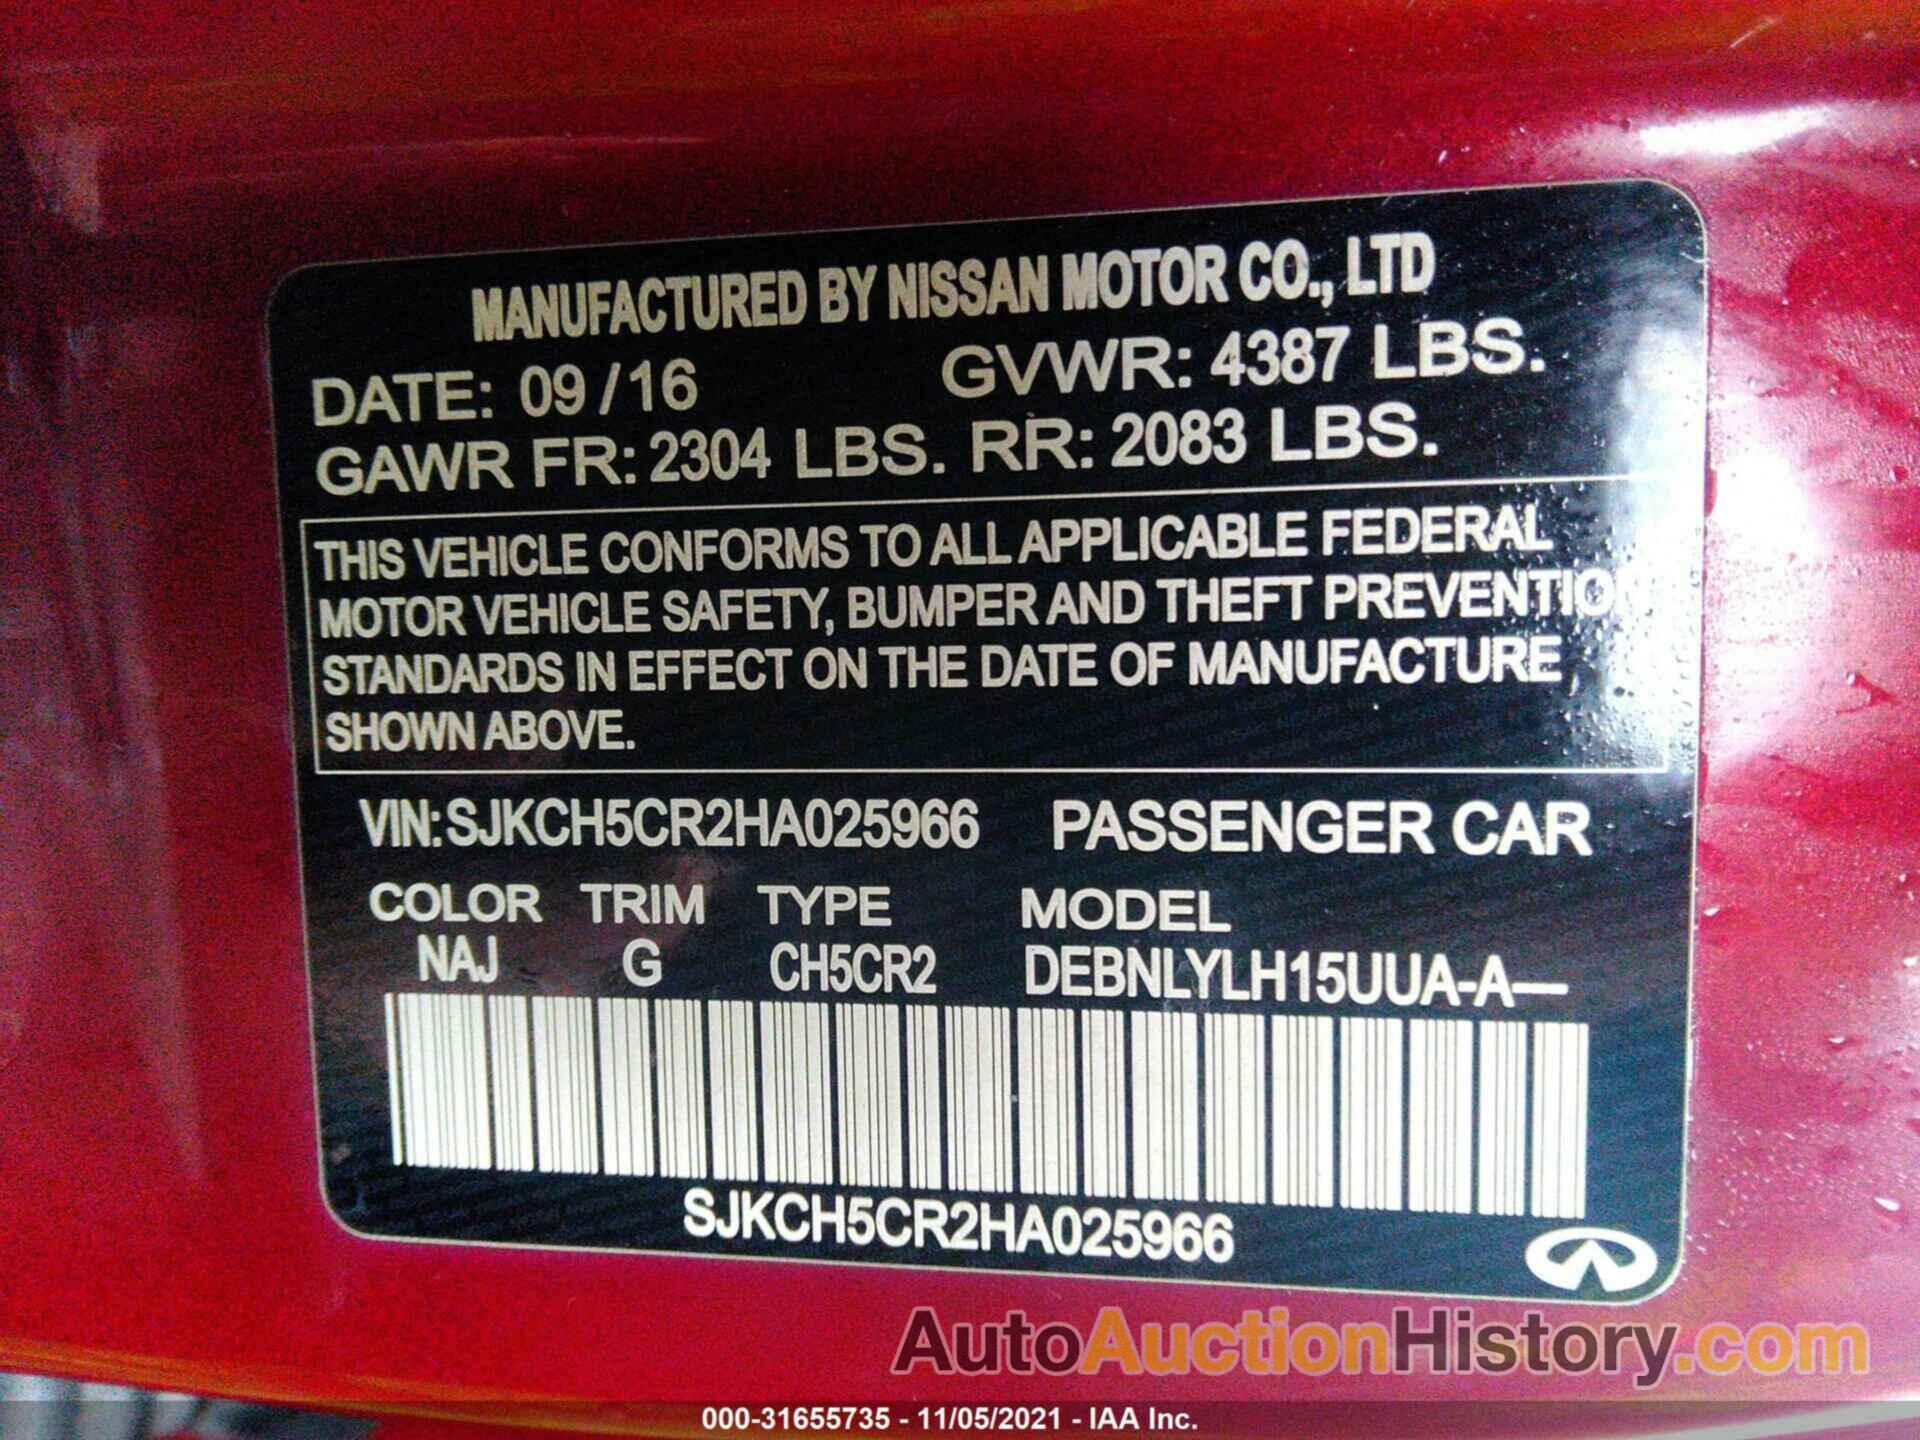 MANUFACTURED BY NISSAN MOTOR CO., LTD
DATE: 09/16 GVWR: 4387 LBS.
GAWR FR: 2304 LBS. RR: 2083 LBS.
THIS VEHICLE CONFORMS TO ALL APPLICABLE FEDERAL
MOTOR VEHICLE SAFETY, BUMPER AND THEFT PREVENTION
STANDARDS IN EFFECT ON THE DATE OF MANUFACTURE
SHOWN ABOVE.
VIN: SJKCH5CR2HA025966 PASSENGER CAR
COLOR TRIM TYPE MODEL
NAJ G CH5CR2 DEBNLYLH15UUA-A—
SJKCH5CR2HA025966
AutoAuctionHistory.com
000-31655735 - 11/05/2021 - IAA Inc.